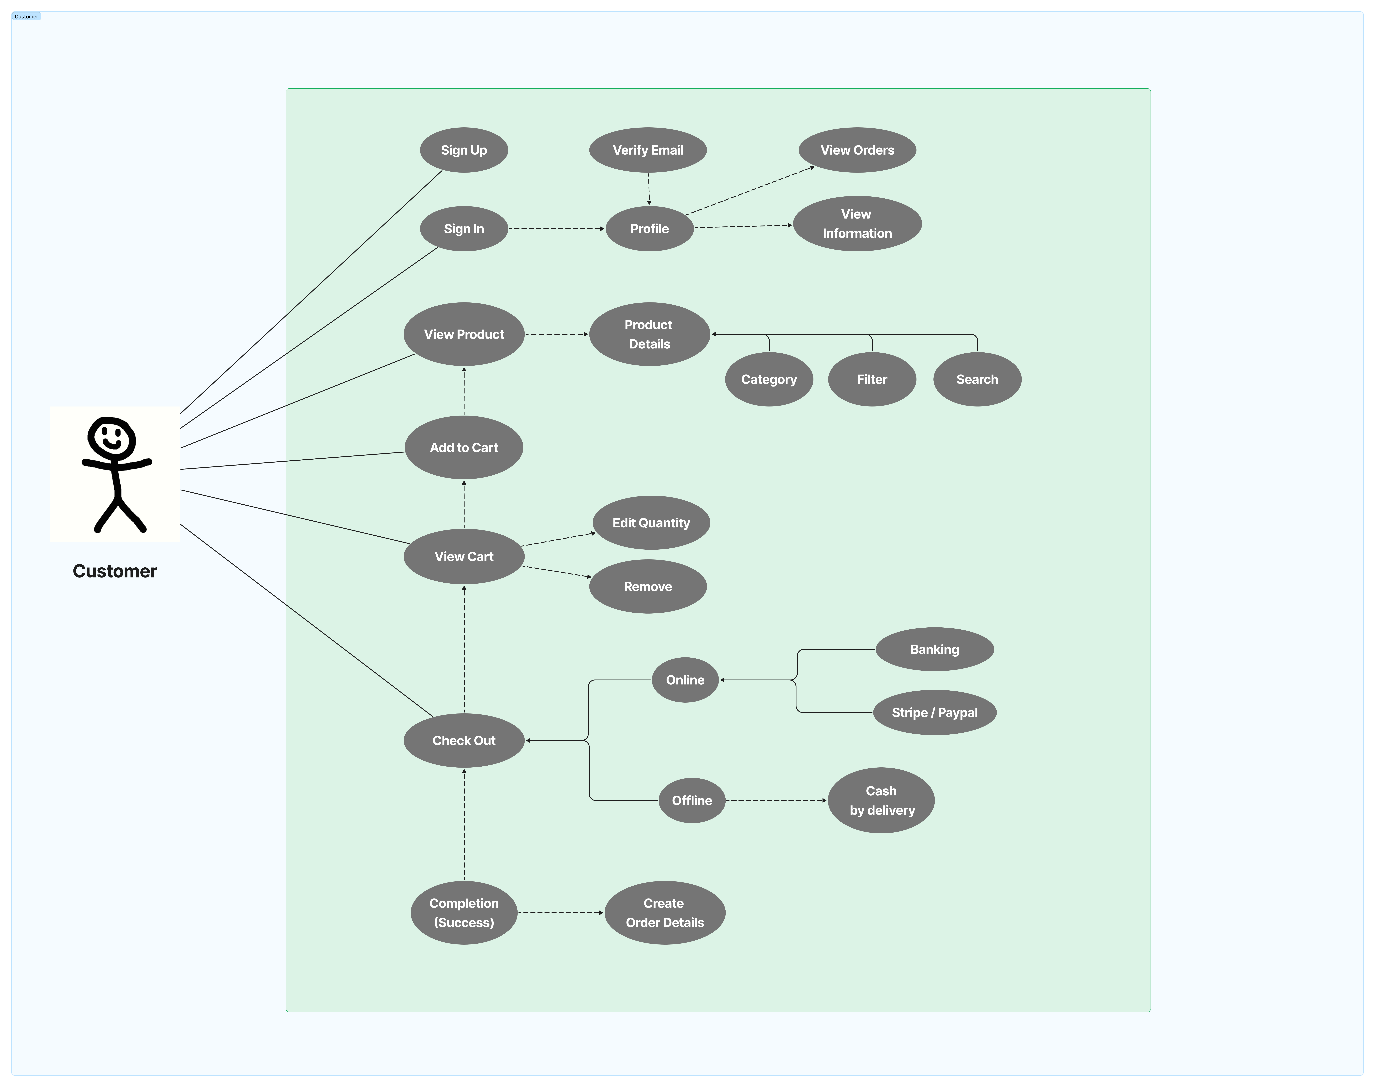 Customer
Sign Up
Verify Email
View Orders
Sign In
Profile
View
Information
View Product
Product
Details
Category
Filter
Search
Add to Cart
Edit Quantity
View Cart
Remove
Customer
Banking
Online
Stripe / Paypal
Check Out
Offline
Cash
by delivery
Completion
(Success)
Create
Order Details